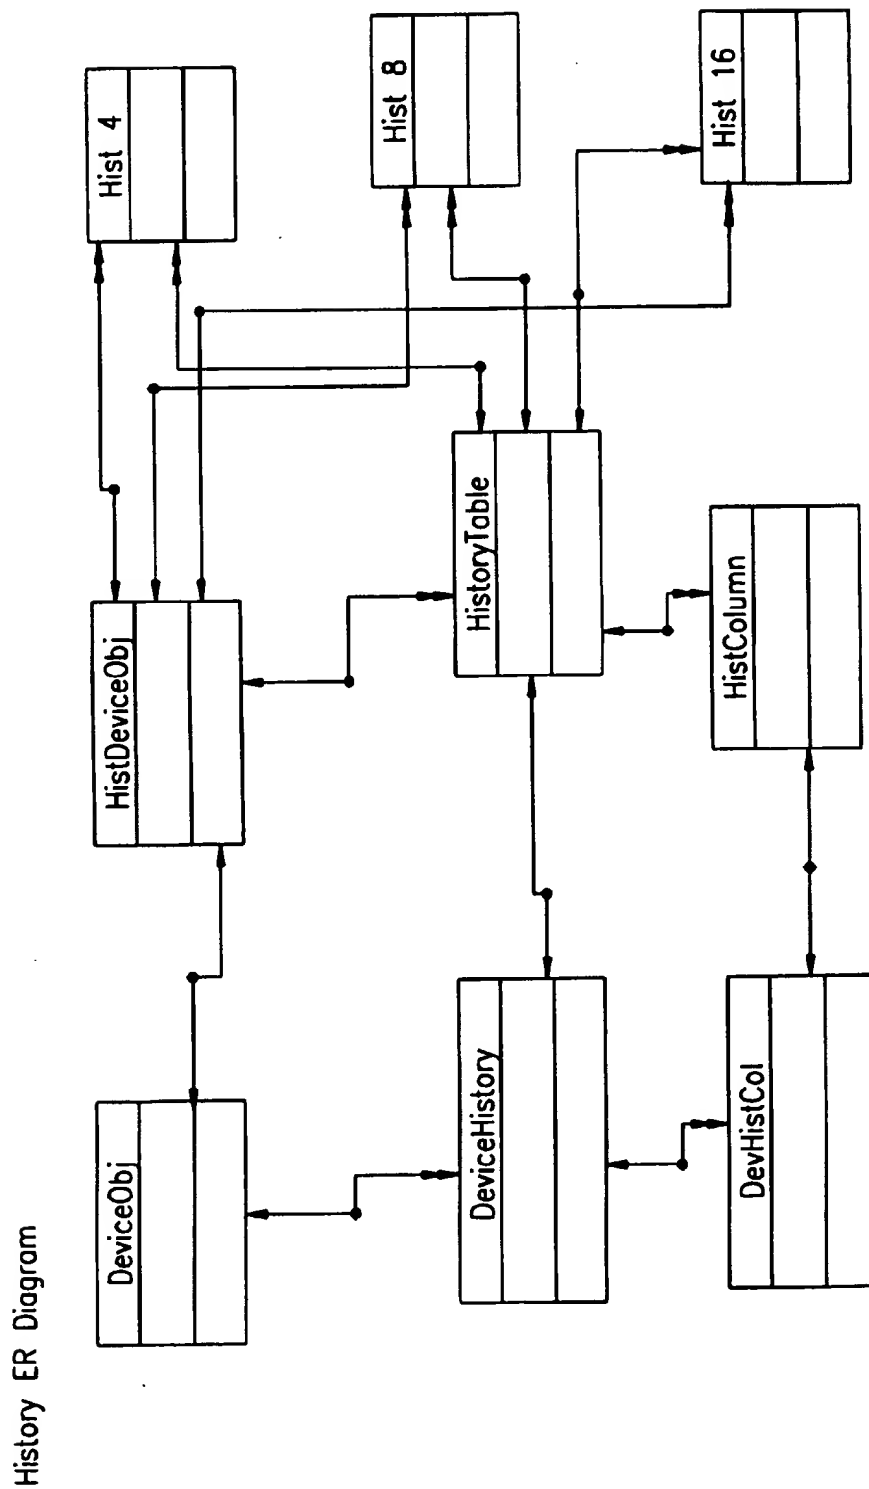 History ER Diagram
DeviceObj
HistDeviceObj
Hist 4
DeviceHistory
HistoryTable
Hist 8
DevHistCol
HistColumn
Hist 16